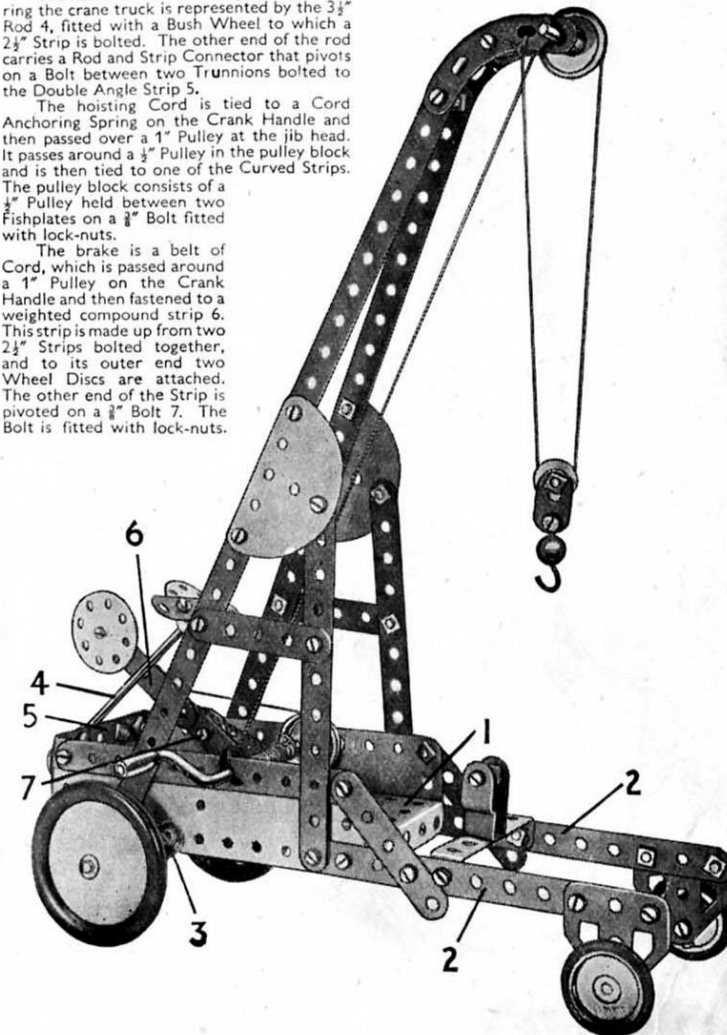 ring the crane truck is represented by the 3½″
Rod 4, fitted with a Bush Wheel to which a
2½″ Strip is bolted. The other end of the rod
carries a Rod and Strip Connector that pivots
on a Bolt between two Trunnions bolted to
the Double Angle Strip 5.
The hoisting Cord is tied to a Cord
Anchoring Spring on the Crank Handle and
then passed over a 1″ Pulley at the jib head.
It passes around a ½″ Pulley in the pulley block
and is then tied to one of the Curved Strips.
The pulley block consists of a
½″ Pulley held between two
Fishplates on a ⅜″ Bolt fitted
with lock-nuts.
The brake is a belt of
Cord, which is passed around
a 1″ Pulley on the Crank
Handle and then fastened to a
weighted compound strip 6.
This strip is made up from two
2½″ Strips bolted together,
and to its outer end two
Wheel Discs are attached.
The other end of the Strip is
pivoted on a ⅜″ Bolt 7. The
Bolt is fitted with lock-nuts.
6
4
5
7
1
2
3
2